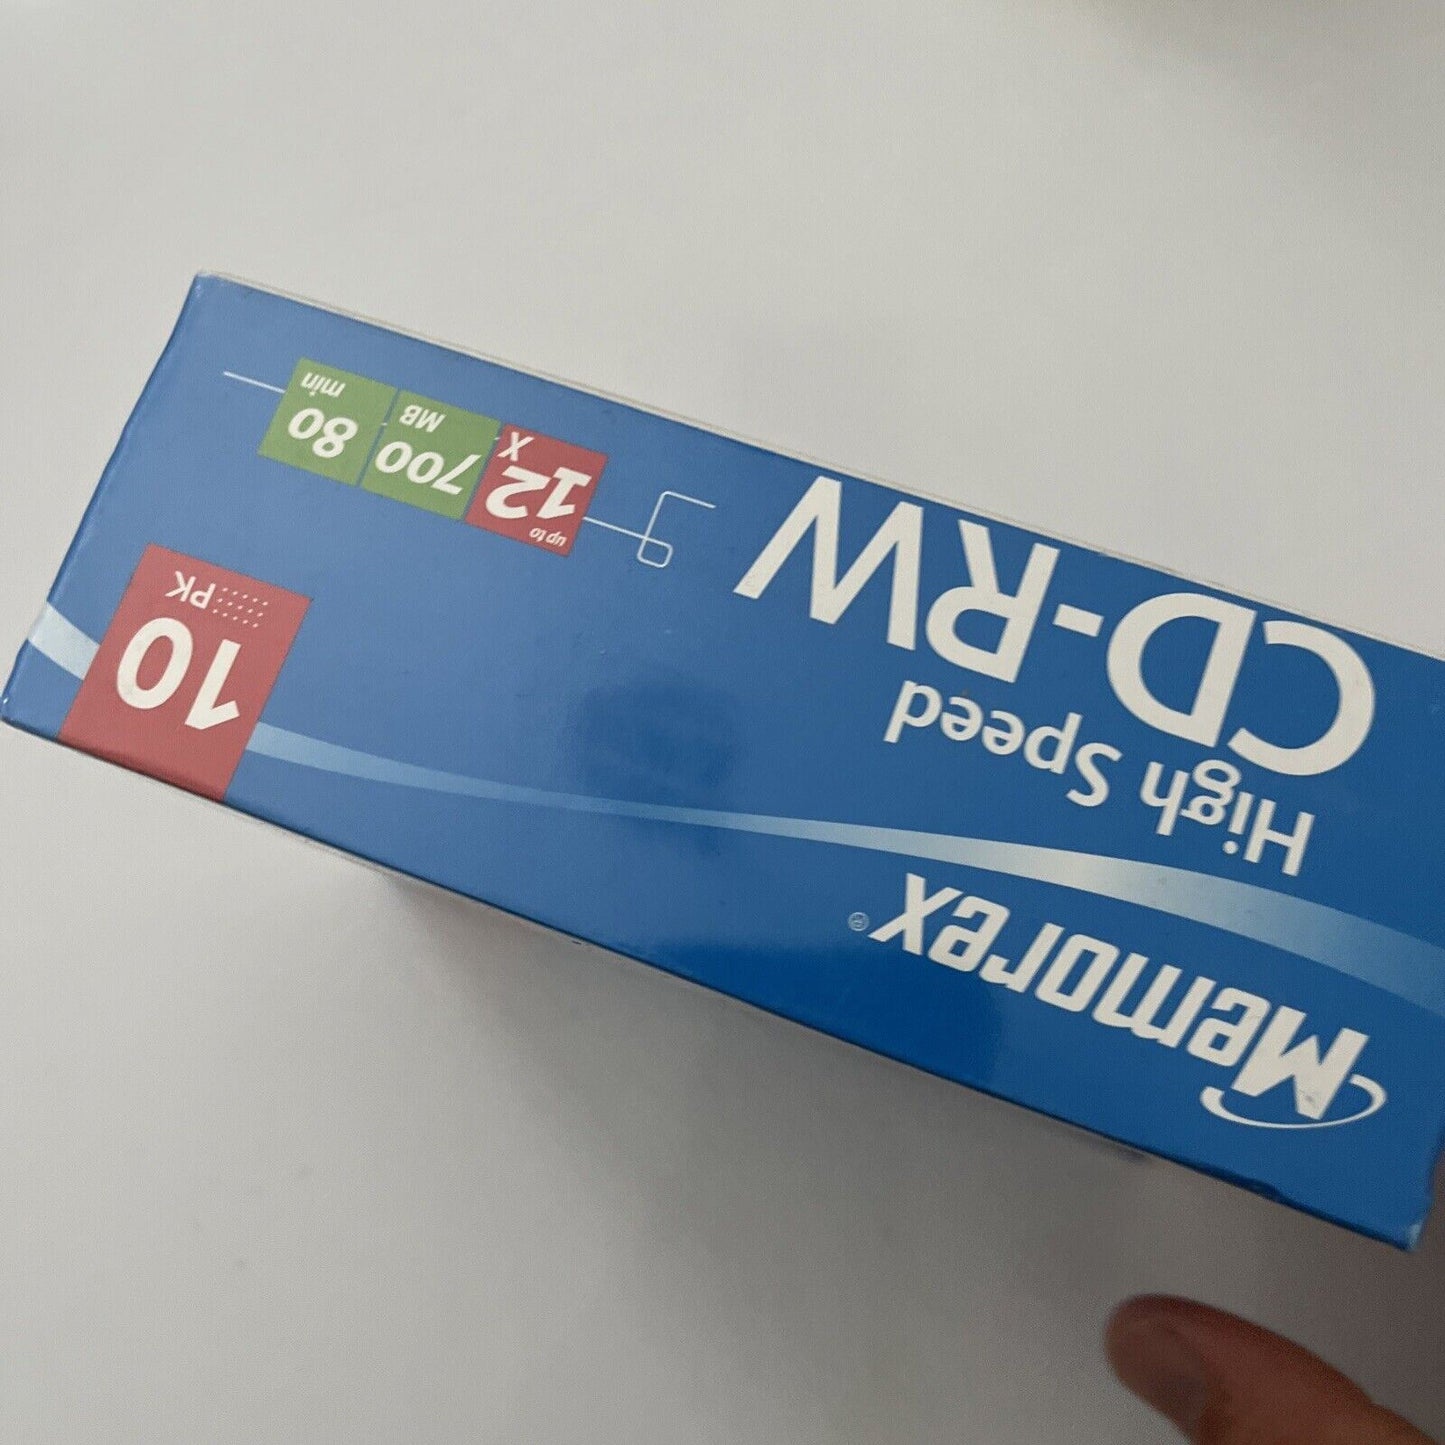 Memorex®
High Speed
CD-RW
10
PK
up to
12
X
700
MB
80
min